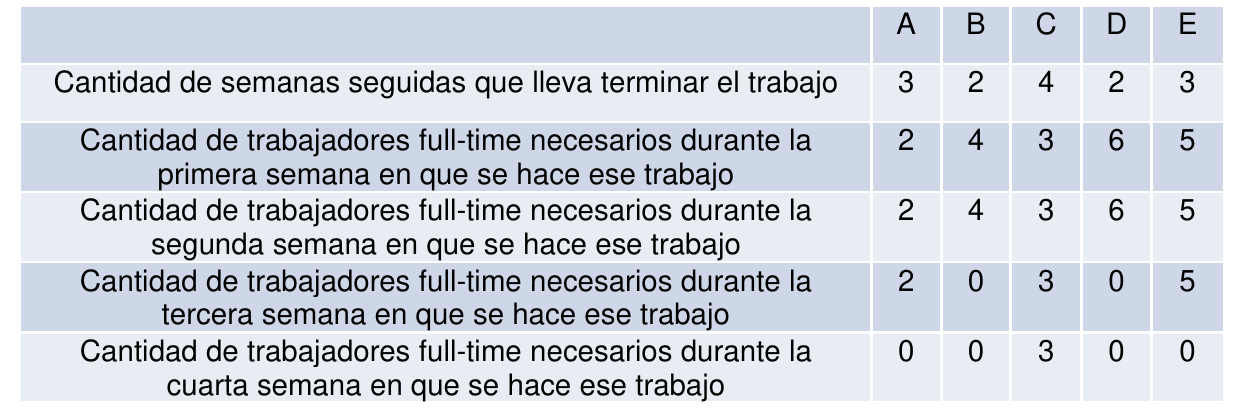 A B C D E
Cantidad de semanas seguidas que lleva terminar el trabajo 3 2 4 2 3
Cantidad de trabajadores full-time necesarios durante la 2 4 3 6 5
primera semana en que se hace ese trabajo
Cantidad de trabajadores full-time necesarios durante la 2 4 3 6 5
segunda semana en que se hace ese trabajo
Cantidad de trabajadores full-time necesarios durante la 2 0 3 0 5
tercera semana en que se hace ese trabajo
Cantidad de trabajadores full-time necesarios durante la 0 0 3 0 0
cuarta semana en que se hace ese trabajo